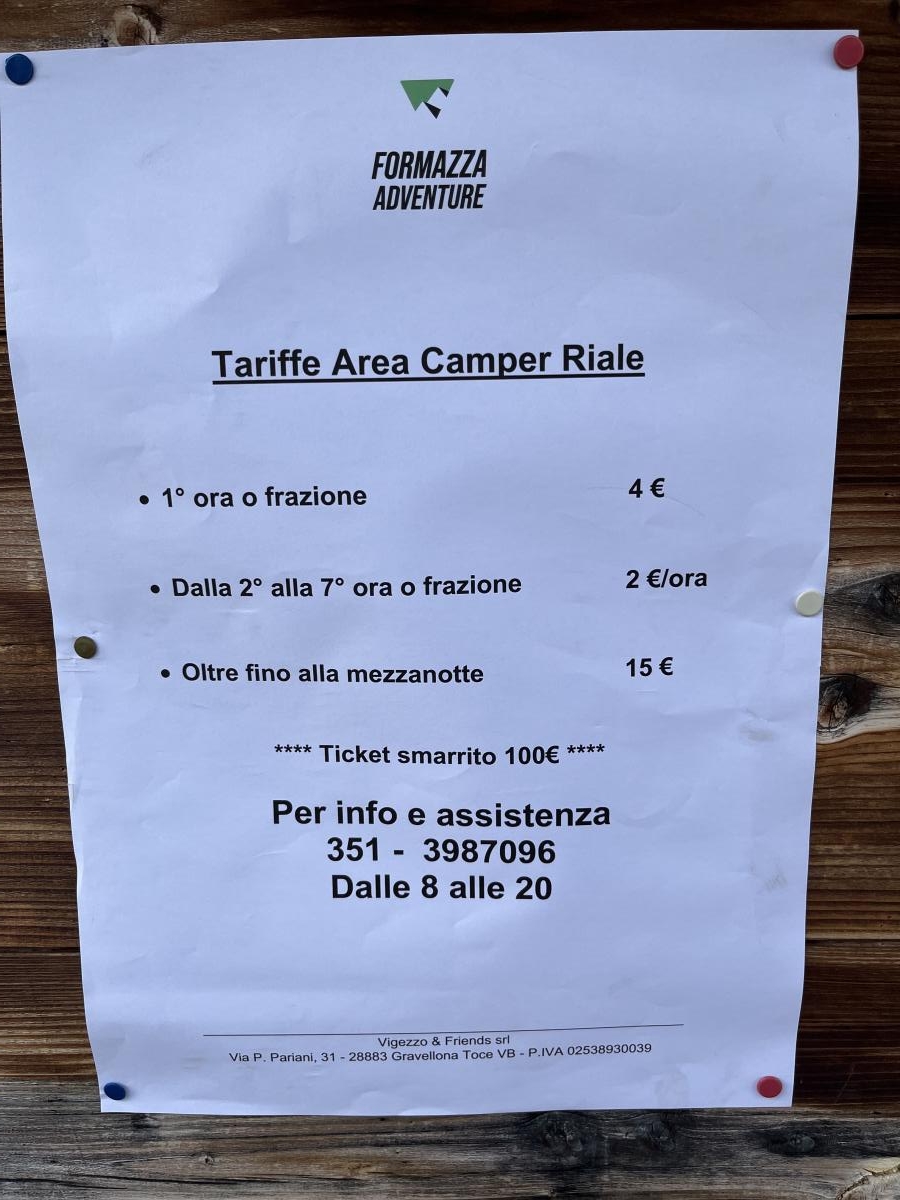 FORMAZZA
ADVENTURE
Tariffe Area Camper Riale
• 1° ora o frazione 4 €
• Dalla 2° alla 7° ora o frazione 2 €/ora
• Oltre fino alla mezzanotte 15 €
**** Ticket smarrito 100€ ****
Per info e assistenza
351 - 3987096
Dalle 8 alle 20
Vigezzo & Friends srl
Via P. Pariani, 31 - 28883 Gravellona Toce VB - P.IVA 02538930039